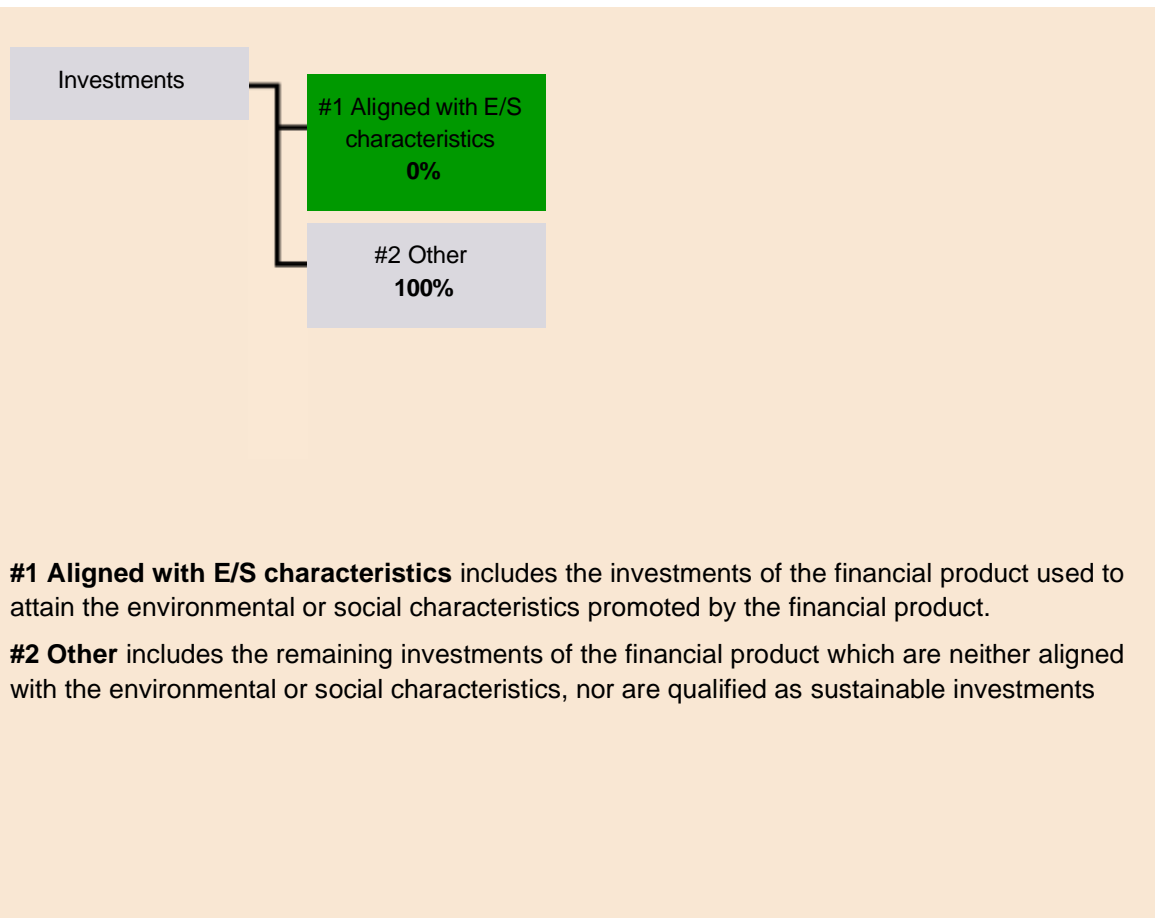 Investments
#1 Aligned with E/S
characteristics
0%
#2 Other
100%
#1 Aligned with E/S characteristics includes the investments of the financial product used to
attain the environmental or social characteristics promoted by the financial product.
#2 Other includes the remaining investments of the financial product which are neither aligned
with the environmental or social characteristics, nor are qualified as sustainable investments